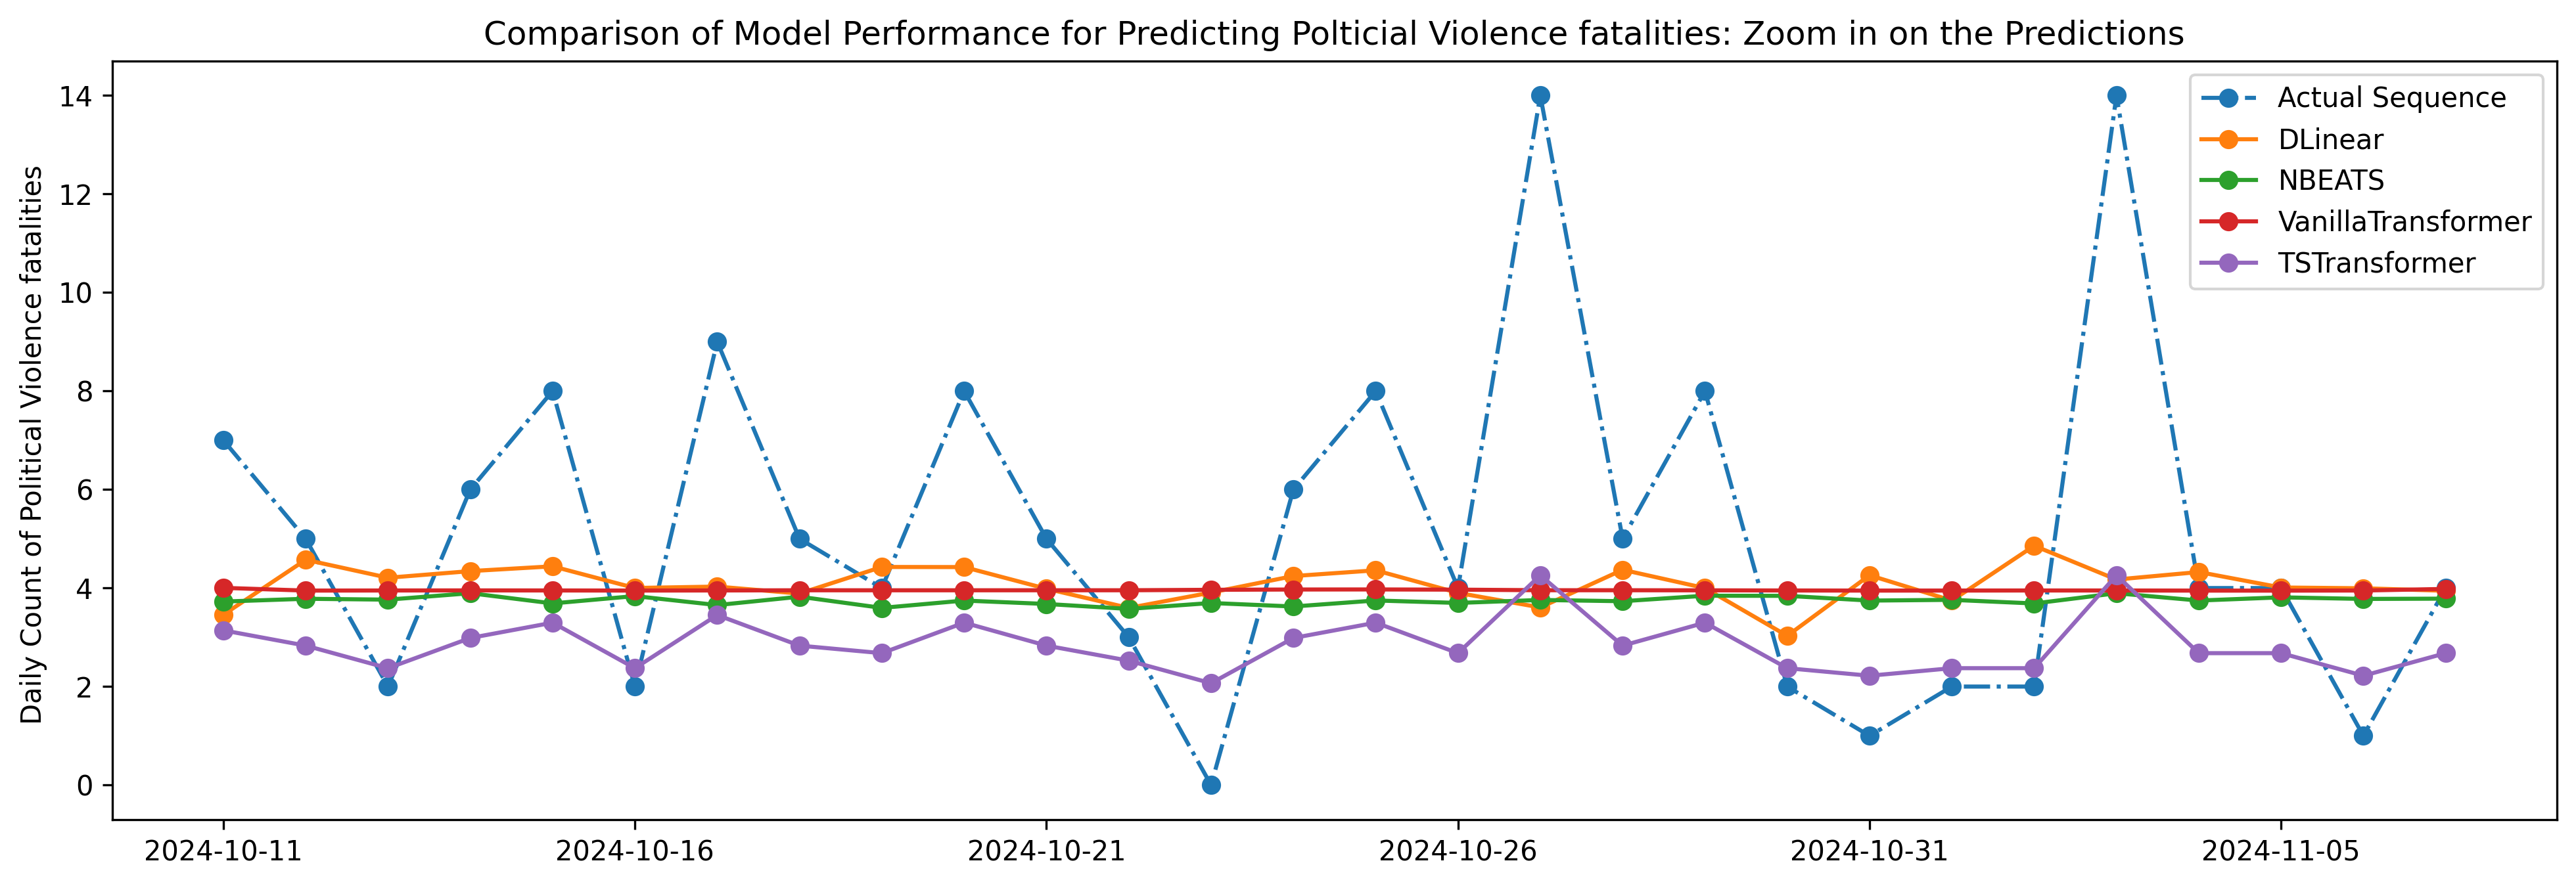 Comparison of Model Performance for Predicting Polticial Violence fatalities: Zoom in on the Predictions
Daily Count of Political Violence fatalities
14
12
10
8
6
4
2
0
Actual Sequence
DLinear
NBEATS
VanillaTransformer
TSTransformer
2024-10-11
2024-10-16
2024-10-21
2024-10-26
2024-10-31
2024-11-05